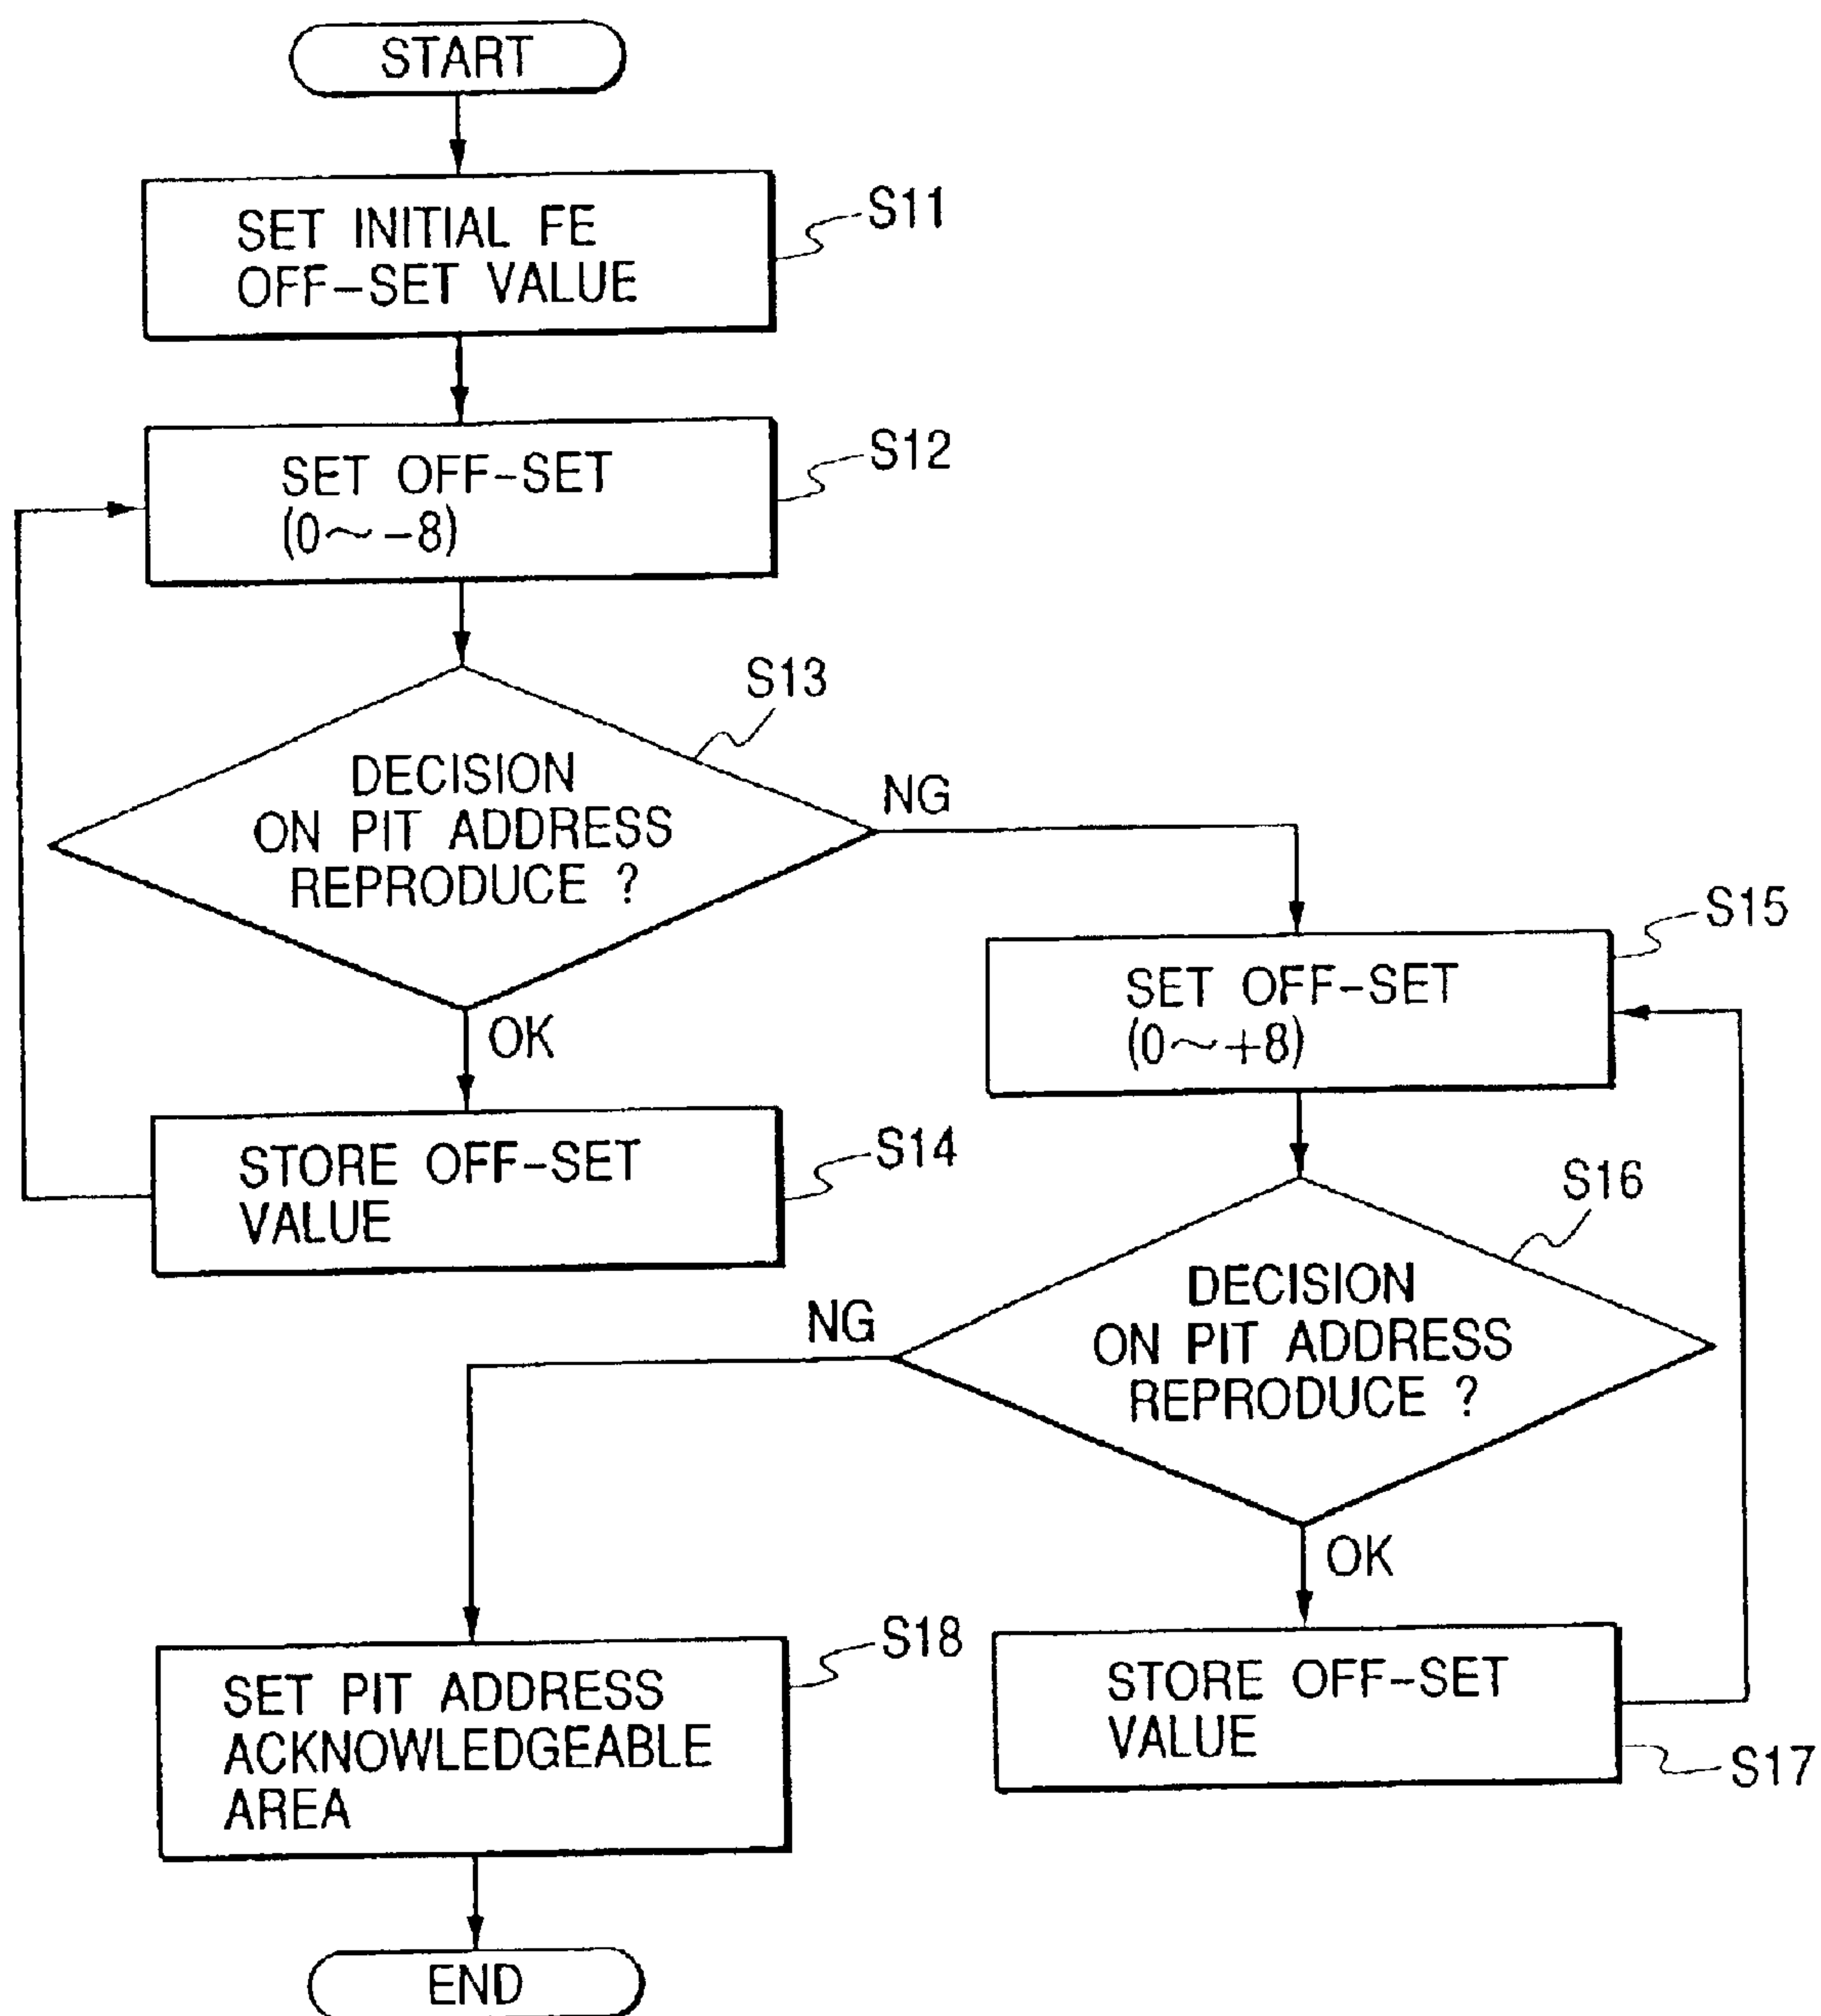 START
SET INITIAL FE
OFF-SET VALUE
S11
SET OFF-SET
(0～-8)
S12
DECISION
ON PIT ADDRESS
REPRODUCE ?
S13
NG
OK
STORE OFF-SET
VALUE
S14
SET OFF-SET
(0～+8)
S15
DECISION
ON PIT ADDRESS
REPRODUCE ?
S16
NG
OK
STORE OFF-SET
VALUE
S17
SET PIT ADDRESS
ACKNOWLEDGEABLE
AREA
S18
END